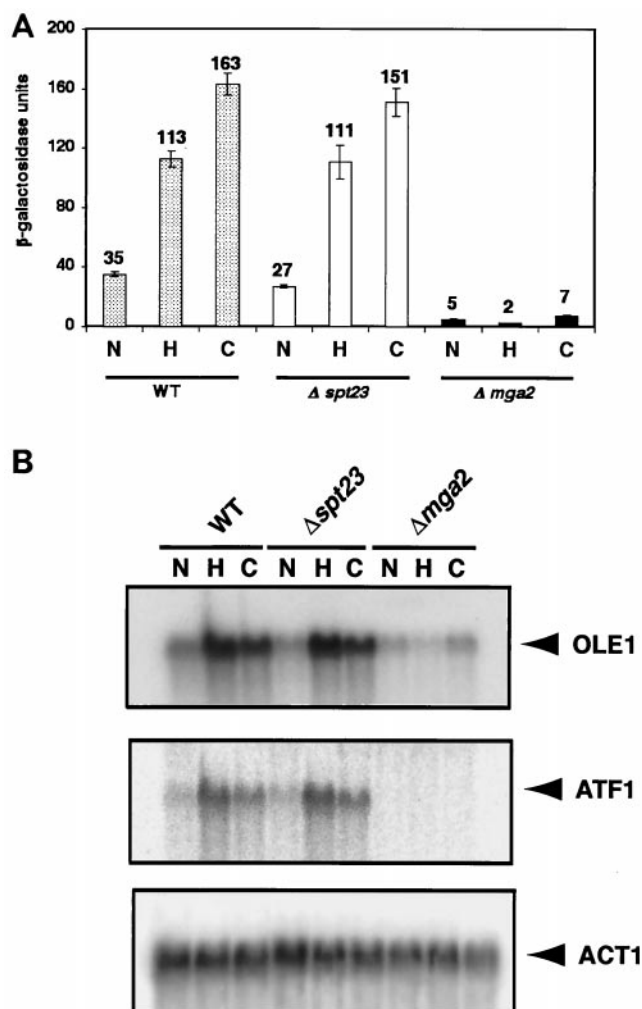 A
β-galactosidase units
200
160
120
80
40
0
35
113
163
27
111
151
5
2
7
N H C N H C N H C
WT Δ spt23 Δ mga2
B
WT Δspt23 Δmga2
N H C N H C N H C
OLE1
ATF1
ACT1